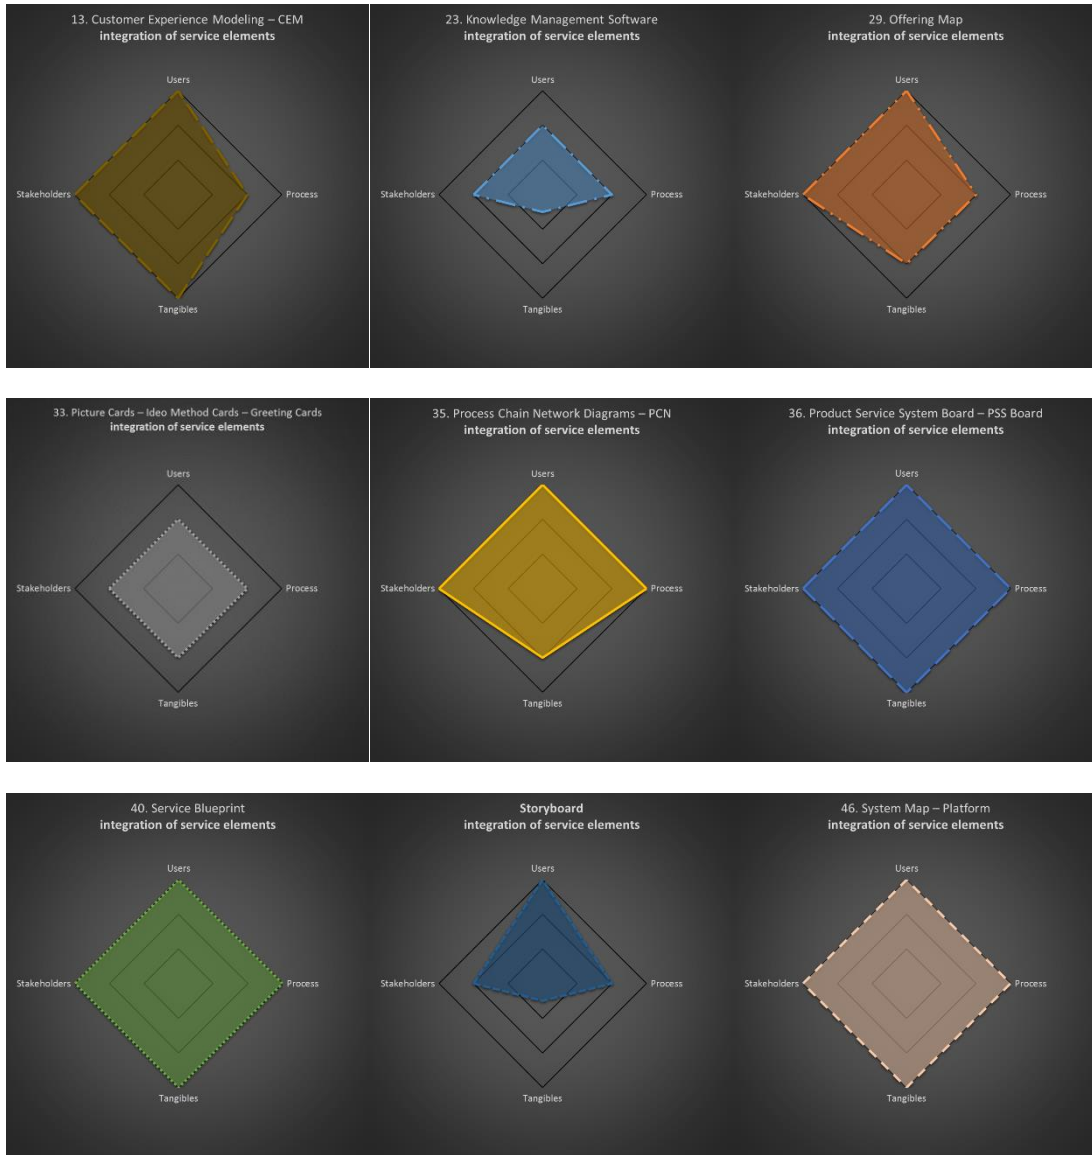 13. Customer Experience Modeling – CEM
integration of service elements
Users
Stakeholders
Process
Tangibles
23. Knowledge Management Software
integration of service elements
Users
Stakeholders
Process
Tangibles
29. Offering Map
integration of service elements
Users
Stakeholders
Process
Tangibles
33. Picture Cards – Ideo Method Cards – Greeting Cards
integration of service elements
Users
Stakeholders
Process
Tangibles
35. Process Chain Network Diagrams – PCN
integration of service elements
Users
Stakeholders
Process
Tangibles
36. Product Service System Board – PSS Board
integration of service elements
Users
Stakeholders
Process
Tangibles
40. Service Blueprint
integration of service elements
Users
Stakeholders
Process
Tangibles
Storyboard
integration of service elements
Users
Stakeholders
Process
Tangibles
46. System Map – Platform
integration of service elements
Users
Stakeholders
Process
Tangibles